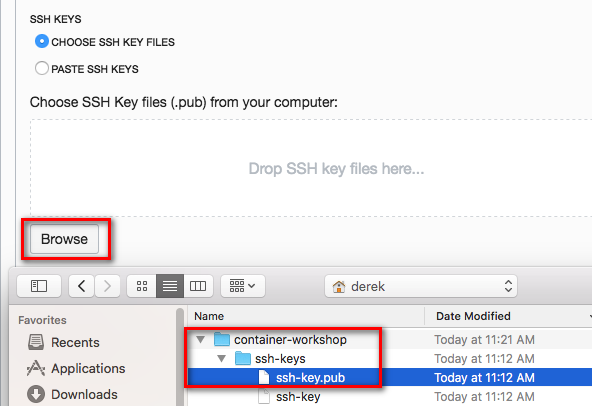 SSH KEYS
CHOOSE SSH KEY FILES
PASTE SSH KEYS
Choose SSH Key files (.pub) from your computer:
Drop SSH key files here...
Browse
derek
Favorites
Recents
Applications
Downloads
Name Date Modified
container-workshop Today at 11:21 AM
ssh-keys Today at 11:12 AM
ssh-key.pub Today at 11:12 AM
ssh-key Today at 11:12 AM